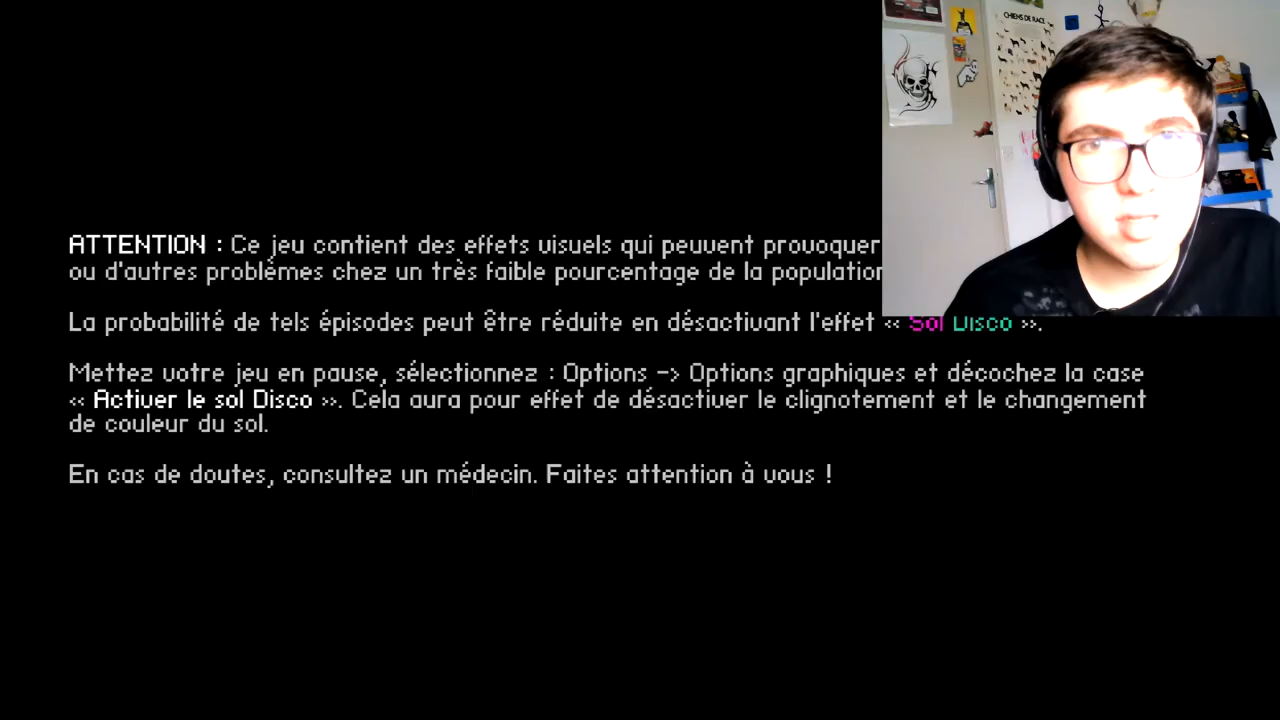 CHIENS DE RACE
ATTENTION : Ce jeu contient des effets visuels qui peuvent provoquer
ou d'autres problèmes chez un très faible pourcentage de la population
La probabilité de tels épisodes peut être réduite en désactivant l'effet « Sol Disco ».
Mettez votre jeu en pause, sélectionnez : Options -> Options graphiques et décochez la case
« Activer le sol Disco ». Cela aura pour effet de désactiver le clignotement et le changement
de couleur du sol.
En cas de doutes, consultez un médecin. Faites attention à vous !